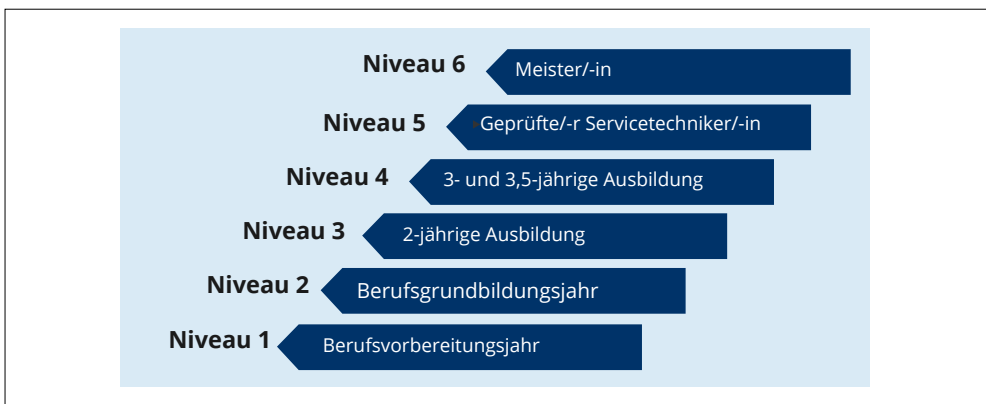 Niveau 6 Meister/-in
Niveau 5 Geprüfte/-r Servicetechniker/-in
Niveau 4 3- und 3,5-jährige Ausbildung
Niveau 3 2-jährige Ausbildung
Niveau 2 Berufsgrundbildungsjahr
Niveau 1 Berufsvorbereitungsjahr